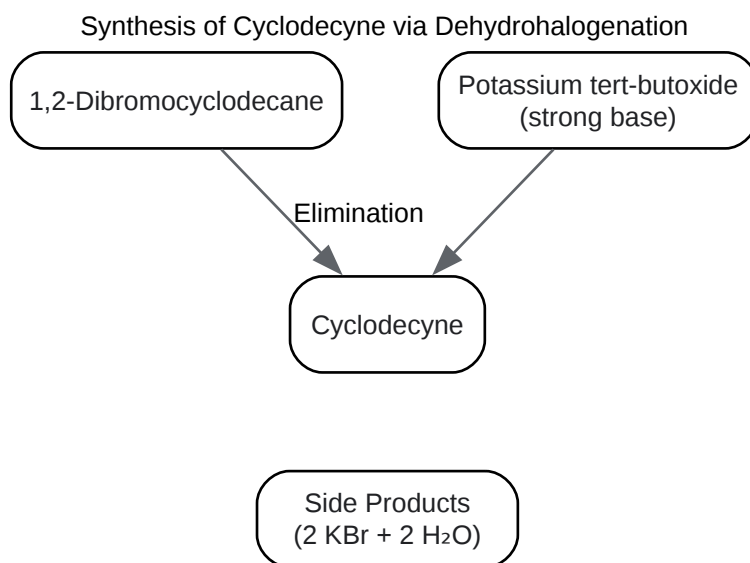 Synthesis of Cyclodecyne via Dehydrohalogenation
1,2-Dibromocyclodecane
Potassium tert-butoxide
(strong base)
Elimination
Cyclodecyne
Side Products
(2 KBr + 2 H₂O)